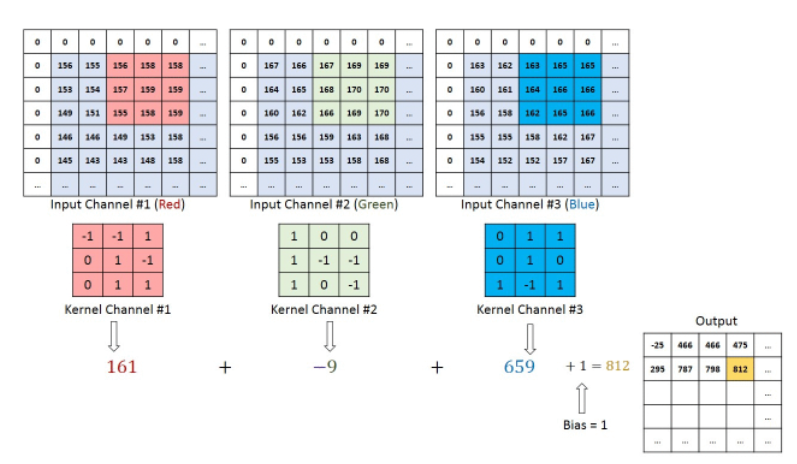 0 0 0 0 0 0 ... 0 0 0 0 0 0 ... 0 0 0 0 0 0 ...
0 156 155 156 158 158 ... 0 167 166 167 169 169 ... 0 163 162 163 165 165 ...
0 153 154 157 159 159 ... 0 164 165 168 170 170 ... 0 160 161 164 166 166 ...
0 149 151 155 158 159 ... 0 160 162 166 169 170 ... 0 156 158 162 165 166 ...
0 146 146 149 153 158 ... 0 156 156 159 163 168 ... 0 155 155 158 162 167 ...
0 145 143 143 148 158 ... 0 155 153 153 158 168 ... 0 154 152 152 157 167 ...
... ... ... ... ... ... ... ... ... ... ... ... ... ... ... ... ... ... ... ... ...
Input Channel #1 (Red) Input Channel #2 (Green) Input Channel #3 (Blue)
-1 -1 1 1 0 0 0 1 1
0 1 -1 1 -1 -1 0 1 0
0 1 1 1 0 -1 1 -1 1
Kernel Channel #1 Kernel Channel #2 Kernel Channel #3
161 + −9 + 659 + 1 = 812
Bias = 1
Output
-25 466 466 475 ...
295 787 798 812 ...
...
...
... ... ... ... ...